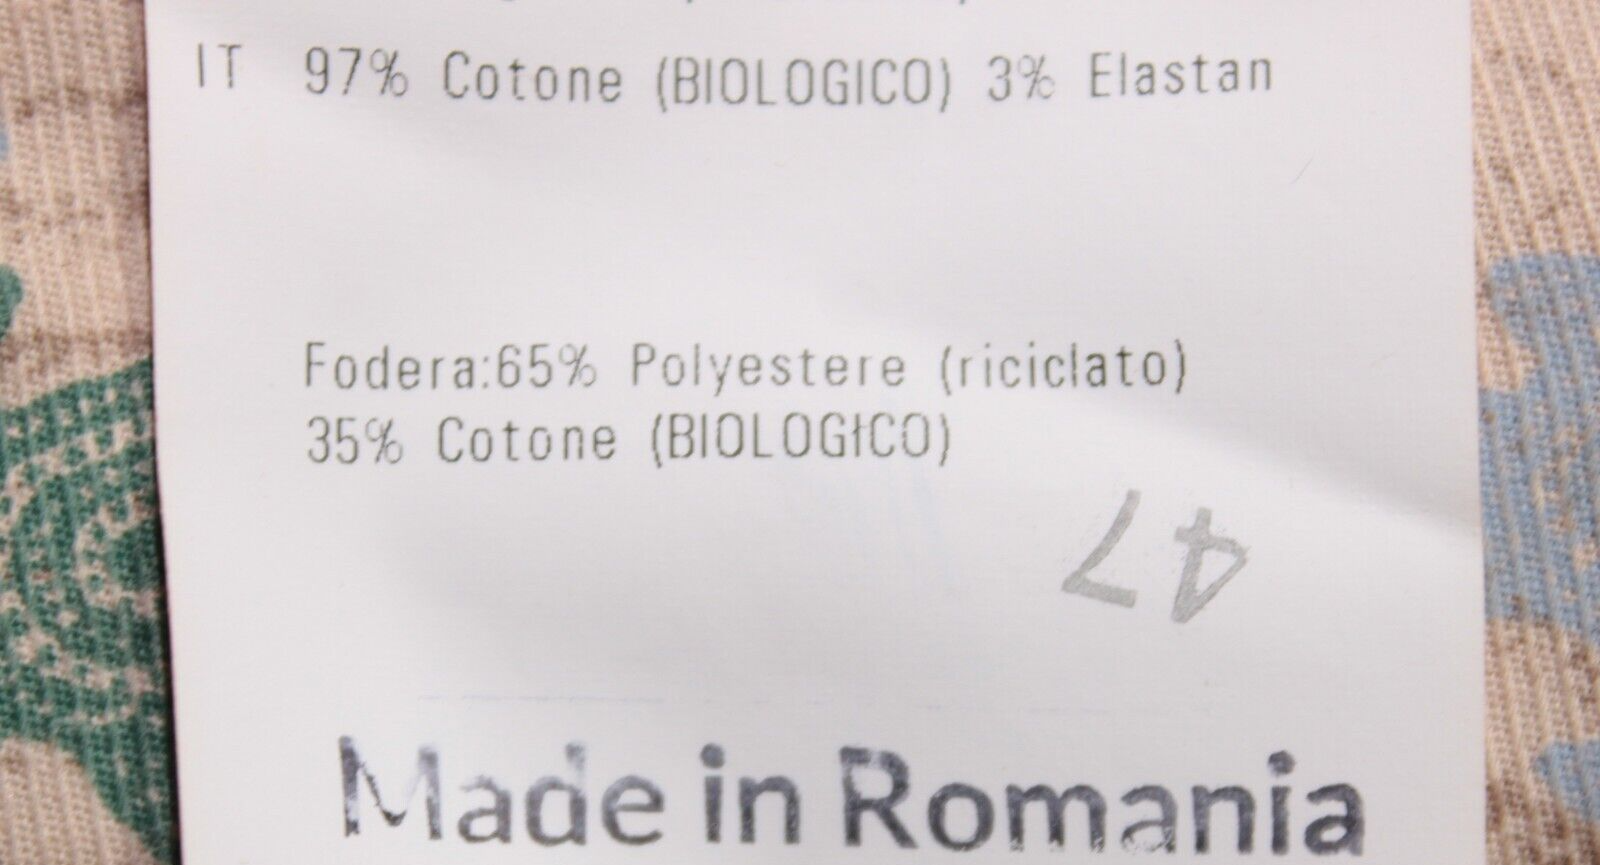 IT 97% Cotone (BIOLOGICO) 3% Elastan
Fodera:65% Polyestere (riciclato)
35% Cotone (BIOLOGICO)
47
Made in Romania